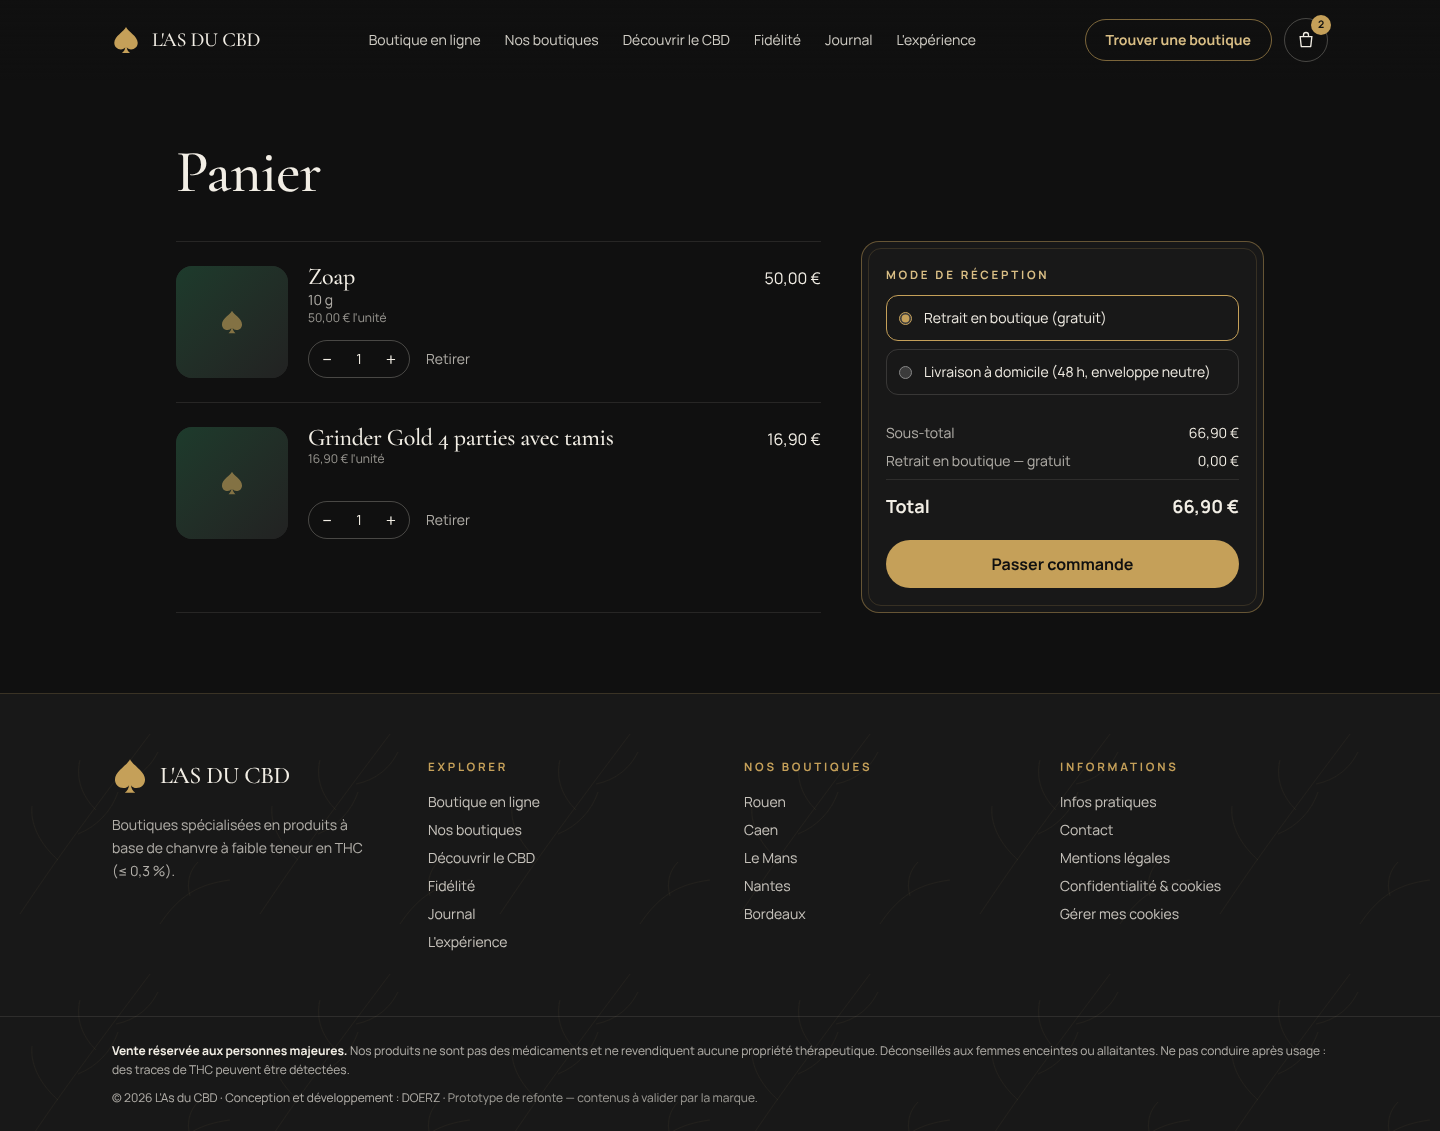 L'AS DU CBD
Boutique en ligne
Nos boutiques
Découvrir le CBD
Fidélité
Journal
L'expérience
Trouver une boutique
2
Panier
Zoap
50,00 €
10 g
50,00 € l'unité
− 1 +
Retirer
Grinder Gold 4 parties avec tamis
16,90 €
16,90 € l'unité
− 1 +
Retirer
MODE DE RÉCEPTION
Retrait en boutique (gratuit)
Livraison à domicile (48 h, enveloppe neutre)
Sous-total
66,90 €
Retrait en boutique — gratuit
0,00 €
Total
66,90 €
Passer commande
L'AS DU CBD
Boutiques spécialisées en produits à
base de chanvre à faible teneur en THC
(≤ 0,3 %).
EXPLORER
Boutique en ligne
Nos boutiques
Découvrir le CBD
Fidélité
Journal
L'expérience
NOS BOUTIQUES
Rouen
Caen
Le Mans
Nantes
Bordeaux
INFORMATIONS
Infos pratiques
Contact
Mentions légales
Confidentialité & cookies
Gérer mes cookies
Vente réservée aux personnes majeures. Nos produits ne sont pas des médicaments et ne revendiquent aucune propriété thérapeutique. Déconseillés aux femmes enceintes ou allaitantes. Ne pas conduire après usage :
des traces de THC peuvent être détectées.
© 2026 L'As du CBD · Conception et développement : DOERZ · Prototype de refonte — contenus à valider par la marque.